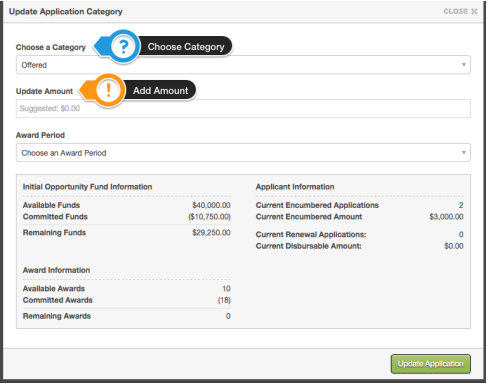 Update Application Category
CLOSE
Choose a Category
? Choose Category
Offered
Update Amount
! Add Amount
Suggested: $0.00
Award Period
Choose an Award Period
Initial Opportunity Fund Information
Available Funds $40,000.00
Committed Funds ($10,750.00)
Remaining Funds $29,250.00
Award Information
Available Awards 10
Committed Awards (18)
Remaining Awards 0
Applicant Information
Current Encumbered Applications 2
Current Encumbered Amount $3,000.00
Current Renewal Applications: 0
Current Disbursable Amount: $0.00
Update Application